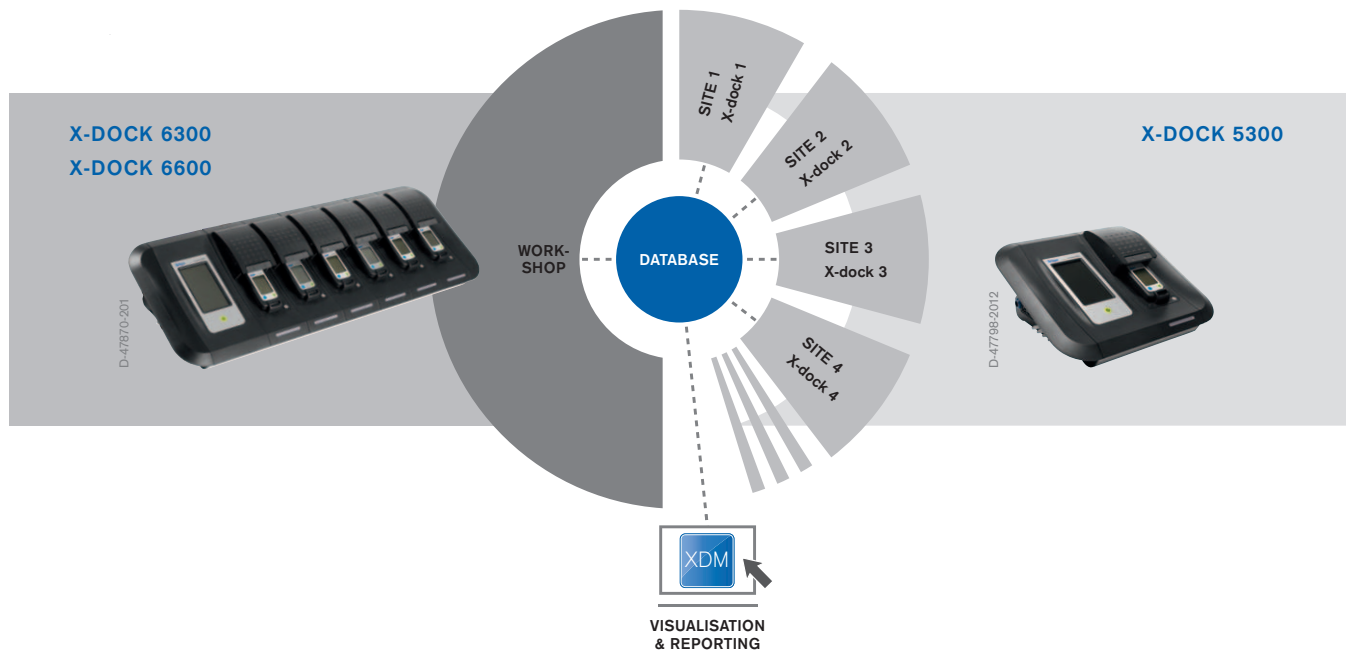 X-DOCK 6300
X-DOCK 6600
D-47870-201
WORK-
SHOP
DATABASE
SITE 1
X-dock 1
SITE 2
X-dock 2
SITE 3
X-dock 3
SITE 4
X-dock 4
X-DOCK 5300
D-47798-2012
XDM
VISUALISATION
& REPORTING